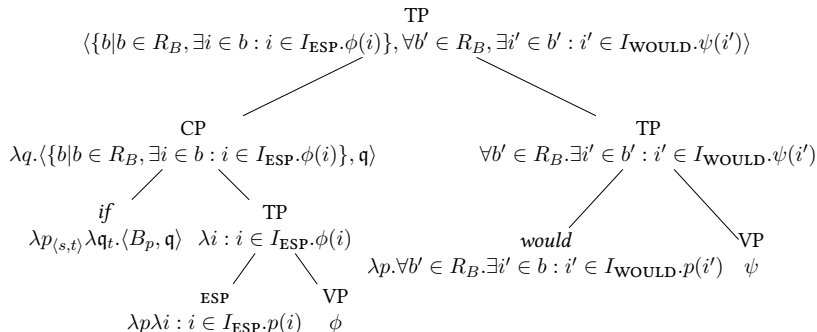 TP
⟨{b|b ∈ R_B, ∃i ∈ b : i ∈ I_ESP.ϕ(i)}, ∀b′ ∈ R_B, ∃i′ ∈ b′ : i′ ∈ I_WOULD.ψ(i′)⟩
CP TP
λq.⟨{b|b ∈ R_B, ∃i ∈ b : i ∈ I_ESP.ϕ(i)}, 𝔮⟩ ∀b′ ∈ R_B.∃i′ ∈ b′ : i′ ∈ I_WOULD.ψ(i′)
if TP would VP
λp_⟨s,t⟩λ𝔮_t.⟨B_p, 𝔮⟩ λi : i ∈ I_ESP.ϕ(i) λp.∀b′ ∈ R_B.∃i′ ∈ b : i′ ∈ I_WOULD.p(i′) ψ
ESP VP
λpλi : i ∈ I_ESP.p(i) ϕ